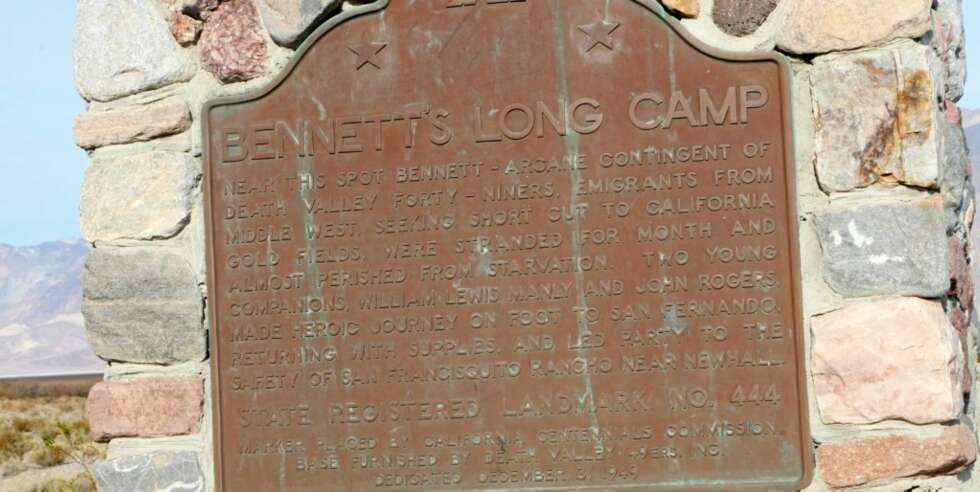 BENNETT'S LONG CAMP
NEAR THIS SPOT BENNETT-ARCANE CONTINGENT OF
DEATH VALLEY FORTY-NINERS, EMIGRANTS FROM
MIDDLE WEST, SEEKING SHORT CUT TO CALIFORNIA
GOLD FIELDS, WERE STRANDED FOR MONTH AND
ALMOST PERISHED FROM STARVATION. TWO YOUNG
COMPANIONS, WILLIAM LEWIS MANLY AND JOHN ROGERS,
MADE HEROIC JOURNEY ON FOOT TO SAN FERNANDO,
RETURNING WITH SUPPLIES, AND LED PARTY TO THE
SAFETY OF SAN FRANCISQUITO RANCHO NEAR NEWHALL.
STATE REGISTERED LANDMARK NO. 444
MARKER PLACED BY CALIFORNIA CENTENNIALS COMMISSION.
BASE FURNISHED BY DEATH VALLEY '49ERS, INC.
DEDICATED DECEMBER 3, 1949